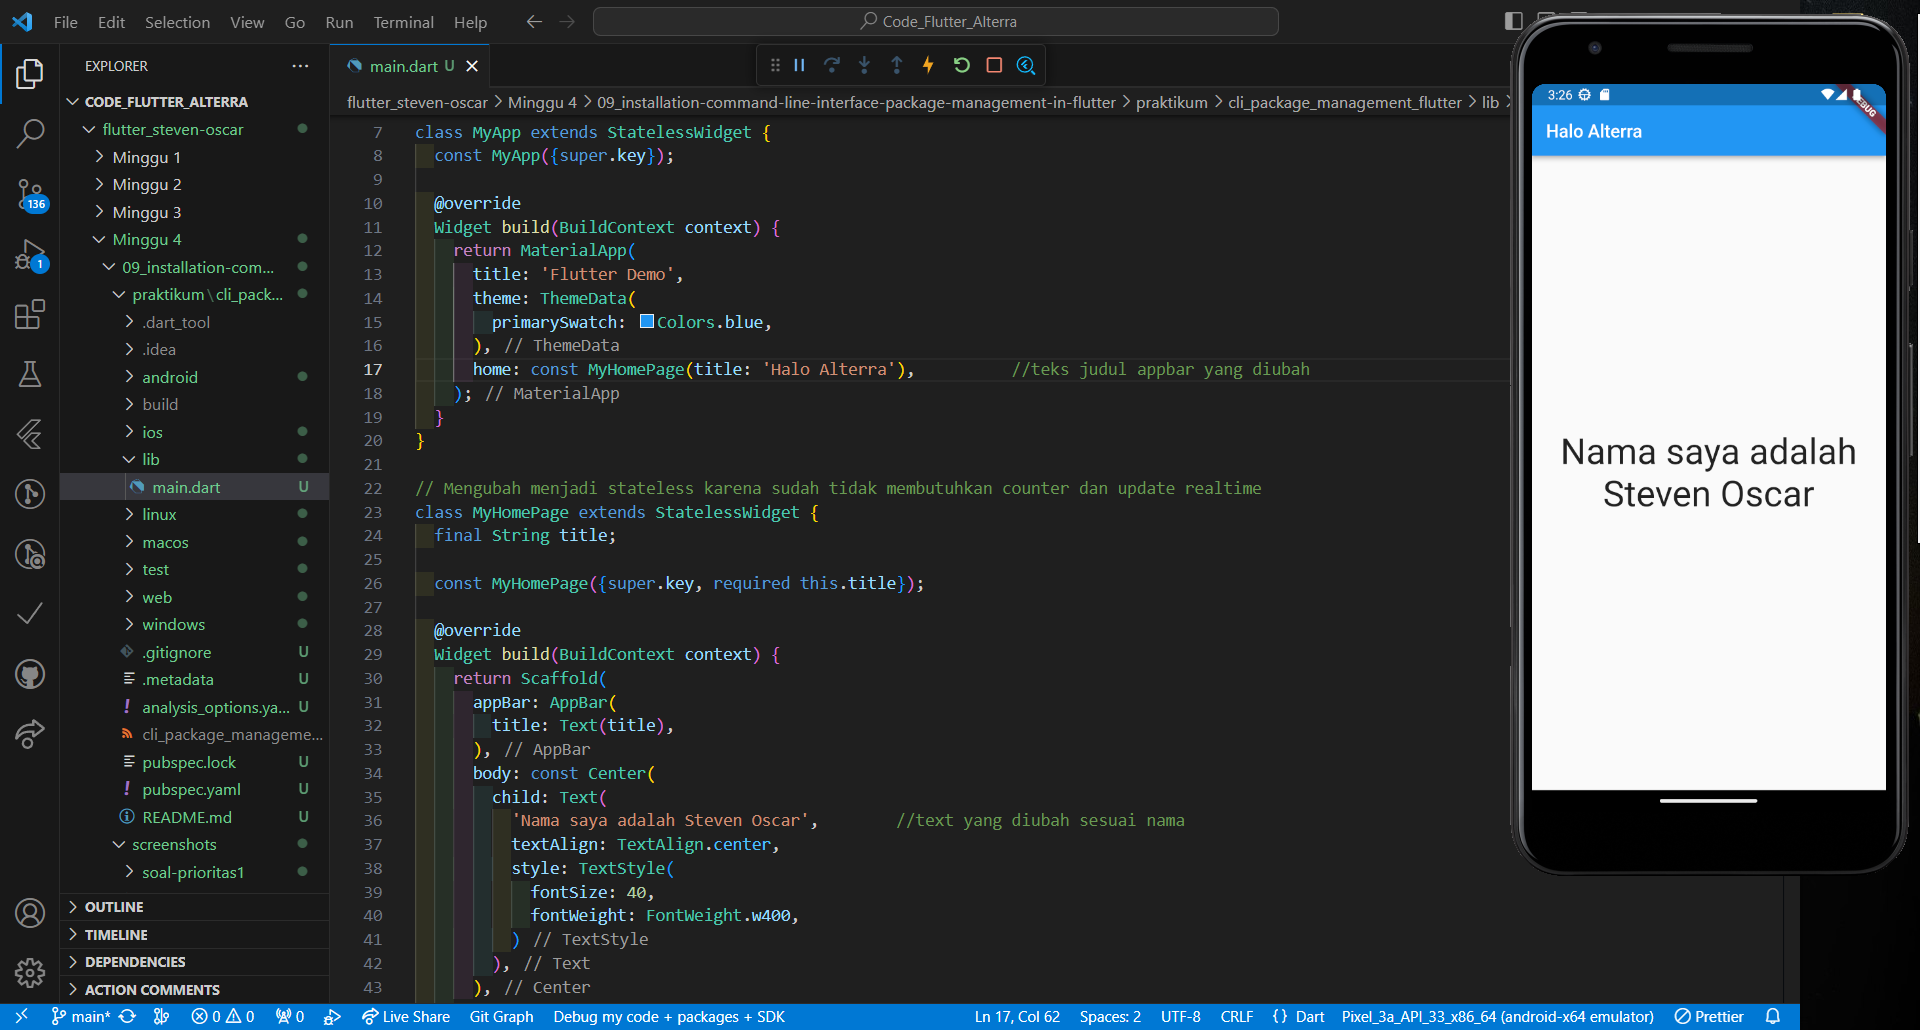 File Edit Selection View Go Run Terminal Help
Code_Flutter_Alterra
EXPLORER
CODE_FLUTTER_ALTERRA
flutter_steven-oscar
Minggu 1
Minggu 2
Minggu 3
Minggu 4
09_installation-com...
praktikum\cli_pack...
.dart_tool
.idea
android
build
ios
lib
main.dart U
linux
macos
test
web
windows
.gitignore U
.metadata U
analysis_options.ya... U
cli_package_manageme...
pubspec.lock U
pubspec.yaml U
README.md U
screenshots
soal-prioritas1
OUTLINE
TIMELINE
DEPENDENCIES
ACTION COMMENTS
136
1
main.dart U
flutter_steven-oscar > Minggu 4 > 09_installation-command-line-interface-package-management-in-flutter > praktikum > cli_package_management_flutter > lib >
7 class MyApp extends StatelessWidget {
8 const MyApp({super.key});
9
10 @override
11 Widget build(BuildContext context) {
12 return MaterialApp(
13 title: 'Flutter Demo',
14 theme: ThemeData(
15 primarySwatch: Colors.blue,
16 ), // ThemeData
17 home: const MyHomePage(title: 'Halo Alterra'), //teks judul appbar yang diubah
18 ); // MaterialApp
19 }
20 }
21
22 // Mengubah menjadi stateless karena sudah tidak membutuhkan counter dan update realtime
23 class MyHomePage extends StatelessWidget {
24 final String title;
25
26 const MyHomePage({super.key, required this.title});
27
28 @override
29 Widget build(BuildContext context) {
30 return Scaffold(
31 appBar: AppBar(
32 title: Text(title),
33 ), // AppBar
34 body: const Center(
35 child: Text(
36 'Nama saya adalah Steven Oscar', //text yang diubah sesuai nama
37 textAlign: TextAlign.center,
38 style: TextStyle(
39 fontSize: 40,
40 fontWeight: FontWeight.w400,
41 ) // TextStyle
42 ), // Text
43 ), // Center
3:26
DEBUG
Halo Alterra
Nama saya adalah
Steven Oscar
main* 0 0 0 Live Share Git Graph Debug my code + packages + SDK Ln 17, Col 62 Spaces: 2 UTF-8 CRLF {} Dart Pixel_3a_API_33_x86_64 (android-x64 emulator) Prettier